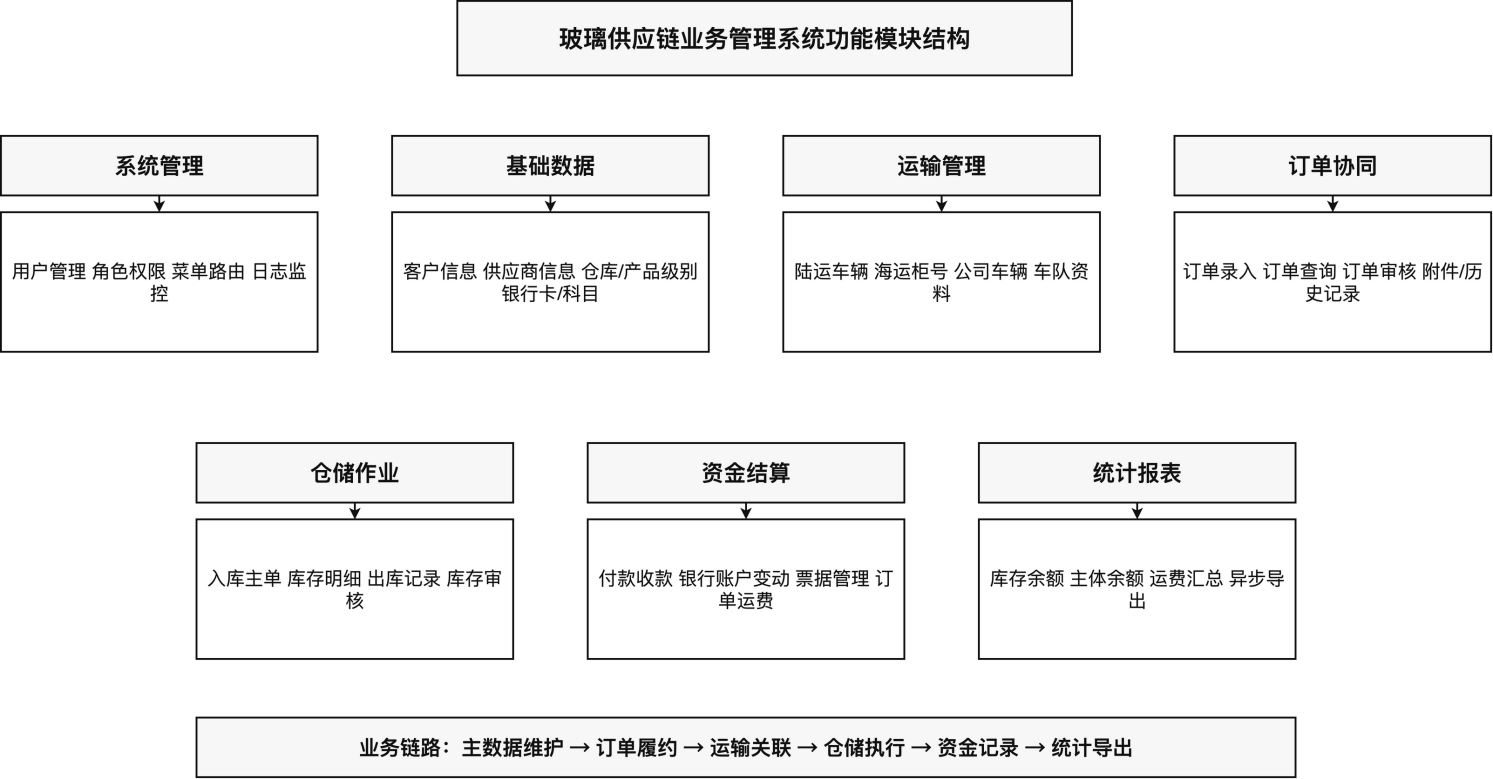 玻璃供应链业务管理系统功能模块结构
系统管理
基础数据
运输管理
订单协同
用户管理 角色权限 菜单路由 日志监
控
客户信息 供应商信息 仓库/产品级别
银行卡/科目
陆运车辆 海运柜号 公司车辆 车队资
料
订单录入 订单查询 订单审核 附件/历
史记录
仓储作业
资金结算
统计报表
入库主单 库存明细 出库记录 库存审
核
付款收款 银行账户变动 票据管理 订
单运费
库存余额 主体余额 运费汇总 异步导
出
业务链路：主数据维护 → 订单履约 → 运输关联 → 仓储执行 → 资金记录 → 统计导出